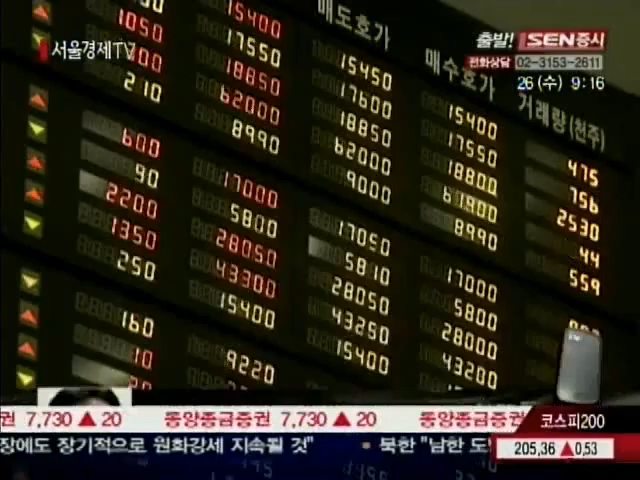 서울경제TV
출발! SEN증시
전화상담 02-3153-2611
26 (수) 9:16
매도호가 매수호가 거래량(천주)
15400 15450 15400 475
17550 17600 17550 756
1050 18850 18850 18800 2530
62000 62000 44
210 8990 9000 8990 559
600 17000 17050 17000
90 5800 5810 5800
2200 28050 28050 28000
1350 43300 43250 43200
250 15400 15400
160 9220
10
권 7,730 ▲ 20 동양종금증권 7,730 ▲ 20 동양종금증권 코스피200
장에도 장기적으로 원화강세 지속될 것" ▪ 북한 "남한 도 205,36 ▲0,53